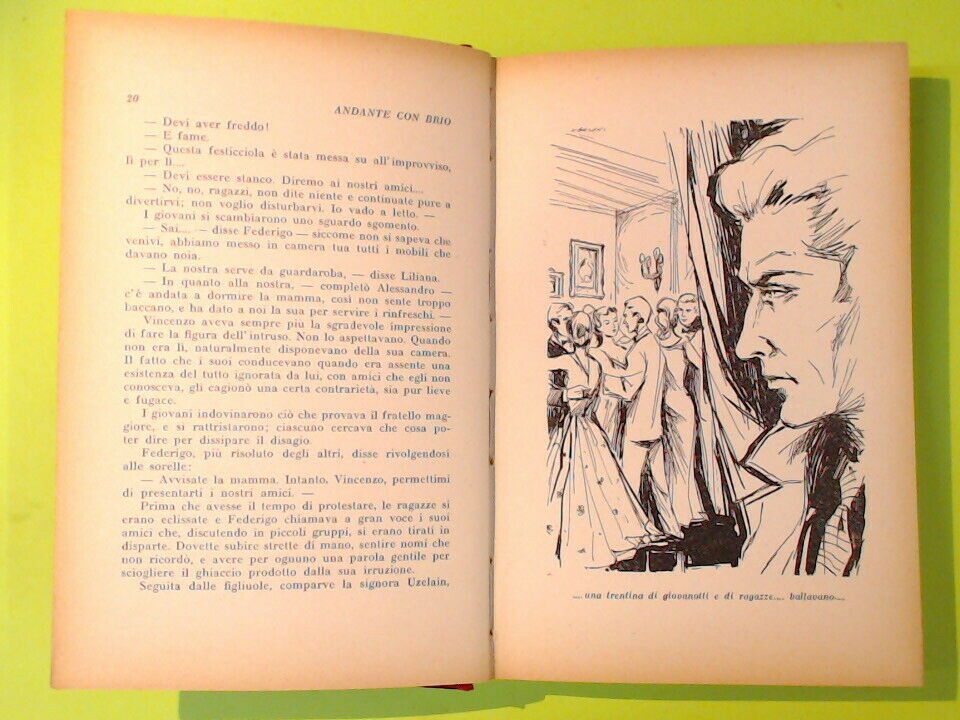 20
ANDANTE CON BRIO
— Devi aver freddo!
— E fame.
— Questa festicciola è stata messa su all'improvviso,
lì per lì....
— Devi essere stanco. Diremo ai nostri amici....
— No, no, ragazzi, non dite niente e continuate pure a
divertirvi; non voglio disturbarvi. Io vado a letto. —
I giovani si scambiarono uno sguardo sgomento.
— Sai.... — disse Federigo — siccome non si sapeva che
venivi, abbiamo messo in camera tua tutti i mobili che
davano noia.
— La nostra serve da guardaroba, — disse Liliana.
— In quanto alla nostra, — completò Alessandro —
c'è andata a dormire la mamma, così non sente troppo
baccano, e ha dato a noi la sua per servire i rinfreschi. —
Vincenzo aveva sempre più la sgradevole impressione
di fare la figura dell'intruso. Non lo aspettavano. Quando
non era lì, naturalmente disponevano della sua camera.
Il fatto che i suoi conducevano quando era assente una
esistenza del tutto ignorata da lui, con amici che egli non
conosceva, gli cagionò una certa contrarietà, sia pur lieve
e fugace.
I giovani indovinarono ciò che provava il fratello mag-
giore, e si rattristarono; ciascuno cercava che cosa po-
ter dire per dissipare il disagio.
Federigo, più risoluto degli altri, disse rivolgendosi
alle sorelle:
— Avvisate la mamma. Intanto, Vincenzo, permettimi
di presentarti i nostri amici. —
Prima che avesse il tempo di protestare, le ragazze si
erano eclissate e Federigo chiamava a gran voce i suoi
amici che, discutendo in piccoli gruppi, si erano tirati in
disparte. Dovette subire strette di mano, sentire nomi che
non ricordò, e avere per ognuno una parola gentile per
sciogliere il ghiaccio prodotto dalla sua irruzione.
Seguita dalle figliuole, comparve la signora Uzelain,
.... una trentina di giovanotti e di ragazze.... ballavano....